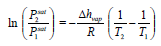 ln ( P₂^sat / P₁^sat ) = − Δh_vap / R ( 1 / T₂ − 1 / T₁ )